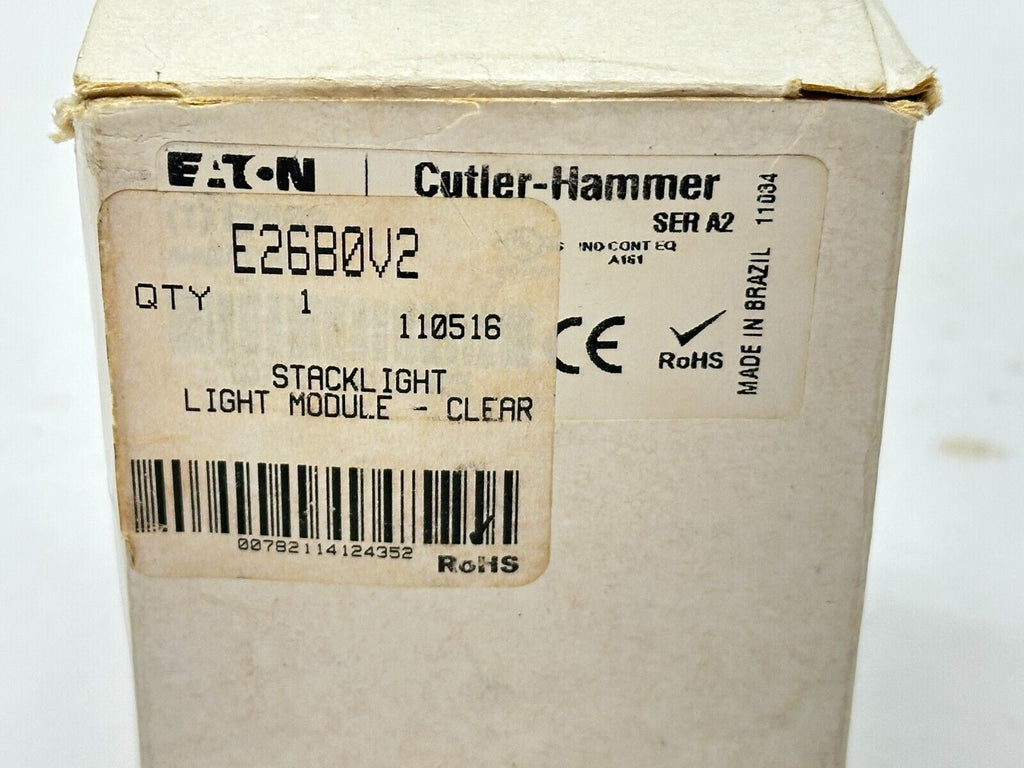 EATON | Cutler-Hammer
SER A2
IND CONT EQ
A161
E26B0V2
QTY 1
110516
STACKLIGHT
LIGHT MODULE - CLEAR
00782114124352
RoHS
CE
RoHS
MADE IN BRAZIL 11034